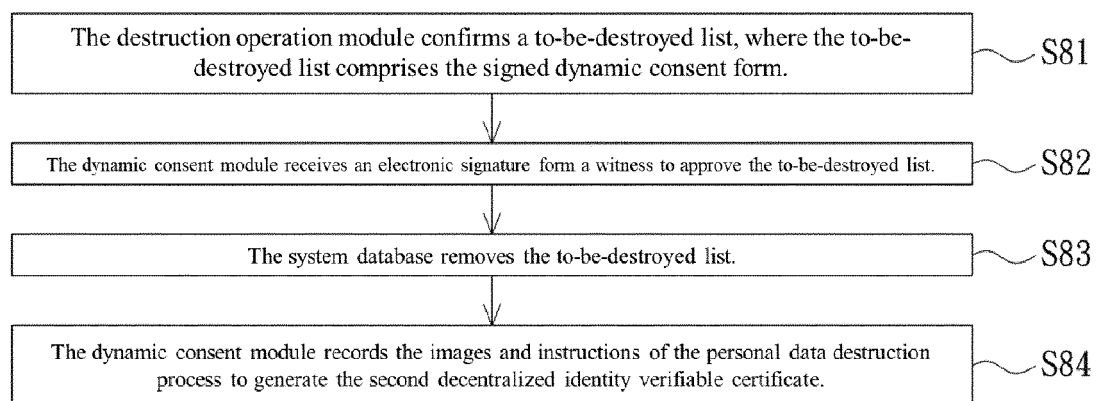 The destruction operation module confirms a to-be-destroyed list, where the to-be-
destroyed list comprises the signed dynamic consent form.
S81
The dynamic consent module receives an electronic signature form a witness to approve the to-be-destroyed list.
S82
The system database removes the to-be-destroyed list.
S83
The dynamic consent module records the images and instructions of the personal data destruction
process to generate the second decentralized identity verifiable certificate.
S84